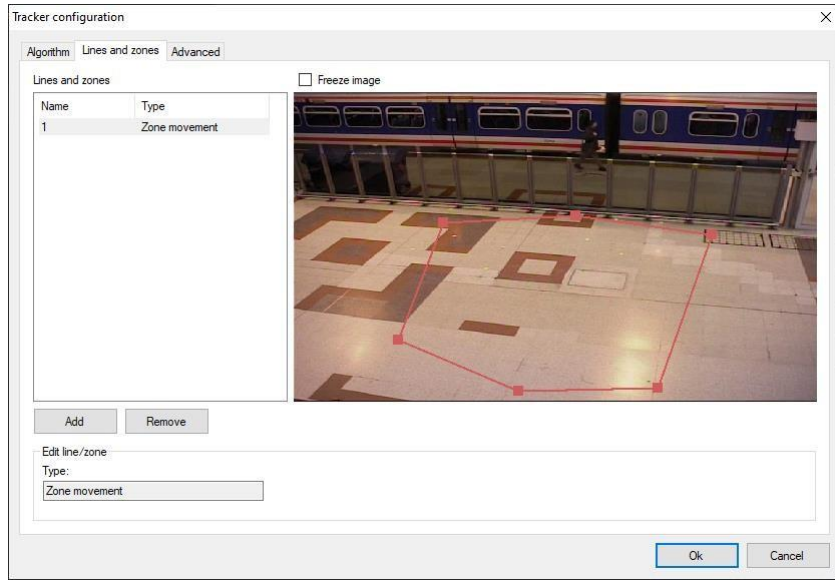 Tracker configuration
Algorithm
Lines and zones
Advanced
Lines and zones
Freeze image
Name
Type
1
Zone movement
Add
Remove
Edit line/zone
Type:
Zone movement
Ok
Cancel